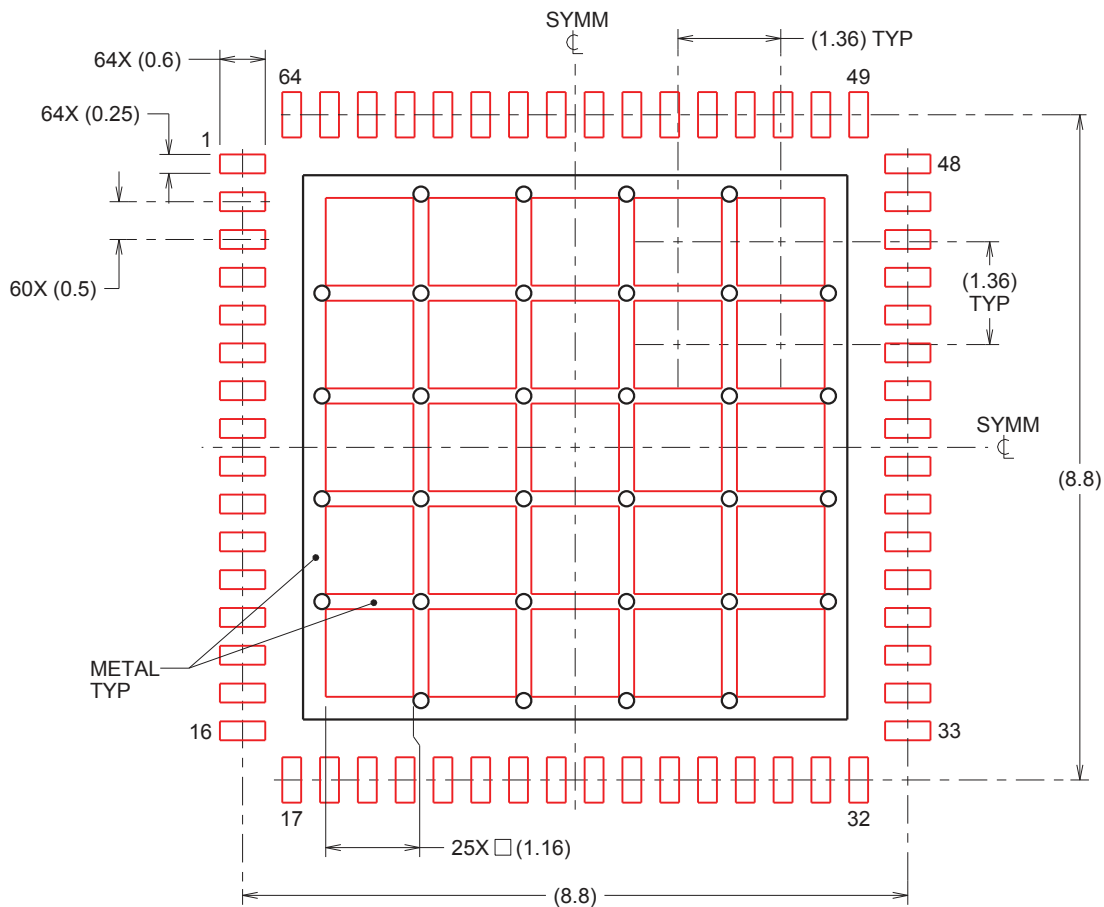 SYMM
℄
(1.36) TYP
64X (0.6)
64
49
64X (0.25)
1
48
60X (0.5)
(1.36)
TYP
SYMM
℄
(8.8)
METAL
TYP
16
33
17
32
25X □ (1.16)
(8.8)